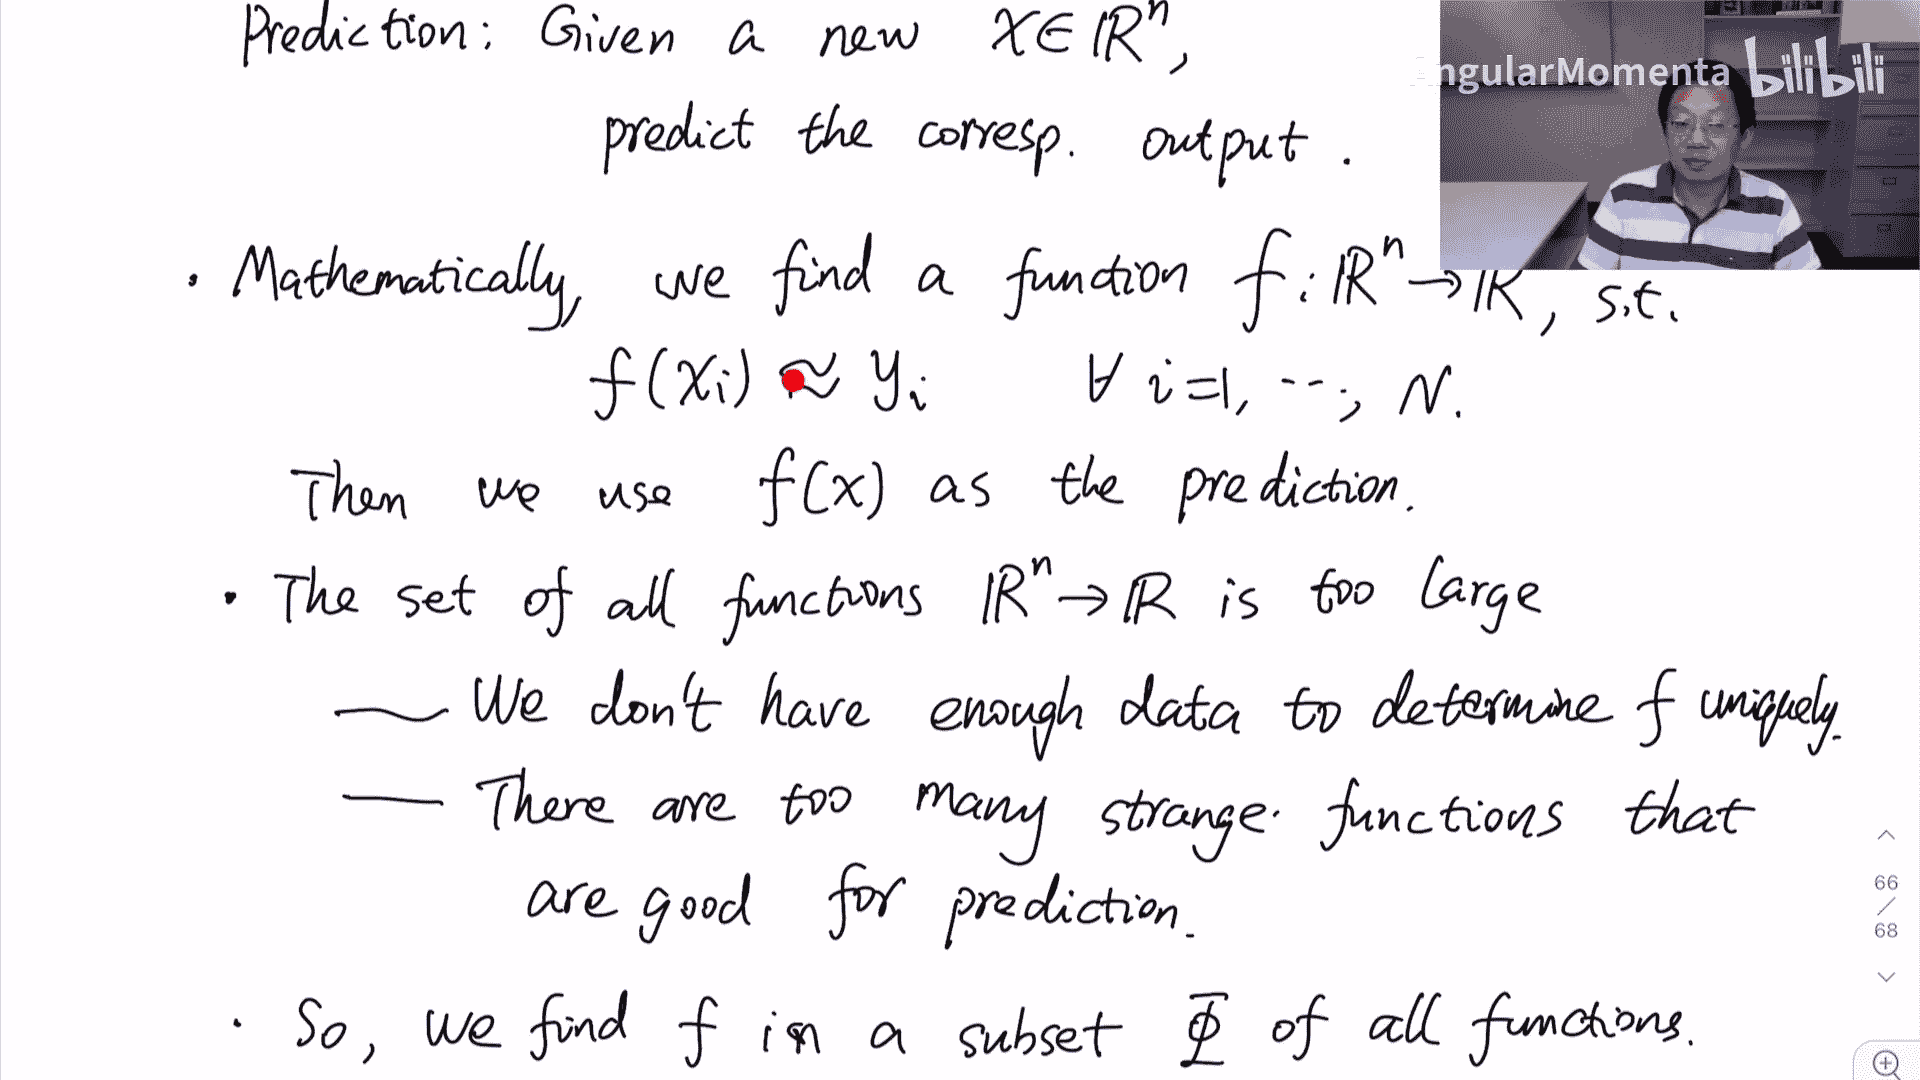 Prediction: Given a new x∈ℝⁿ,
predict the corresp. output.
AngularMomenta bilibili
· Mathematically, we find a function f:ℝⁿ→ℝ, s.t.
f(xᵢ) ≈ yᵢ ∀ i=1, ---, N.
Then we use f(x) as the prediction.
· The set of all functions ℝⁿ→ℝ is too large
— We don't have enough data to determine f uniquely.
— There are too many strange functions that
are good for prediction.
· So, we find f in a subset Φ of all functions.
66
/
68